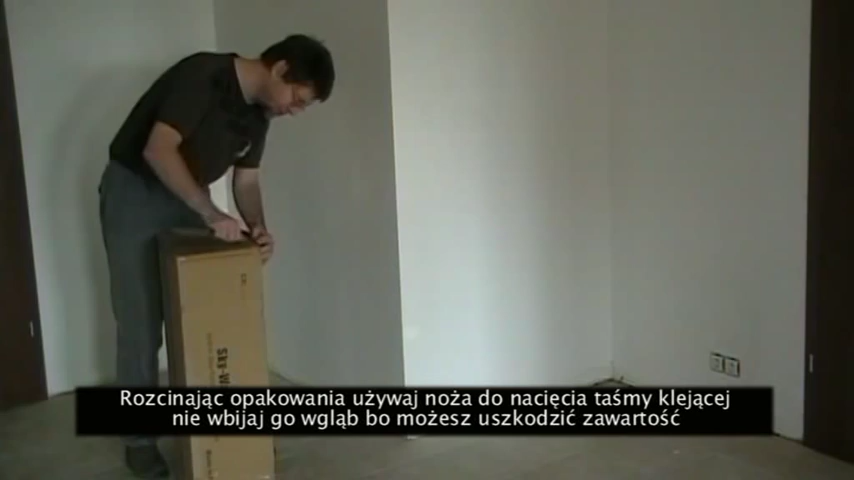 Rozcinając opakowania używaj noża do nacięcia taśmy klejącej
nie wbijaj go wgłąb bo możesz uszkodzić zawartość